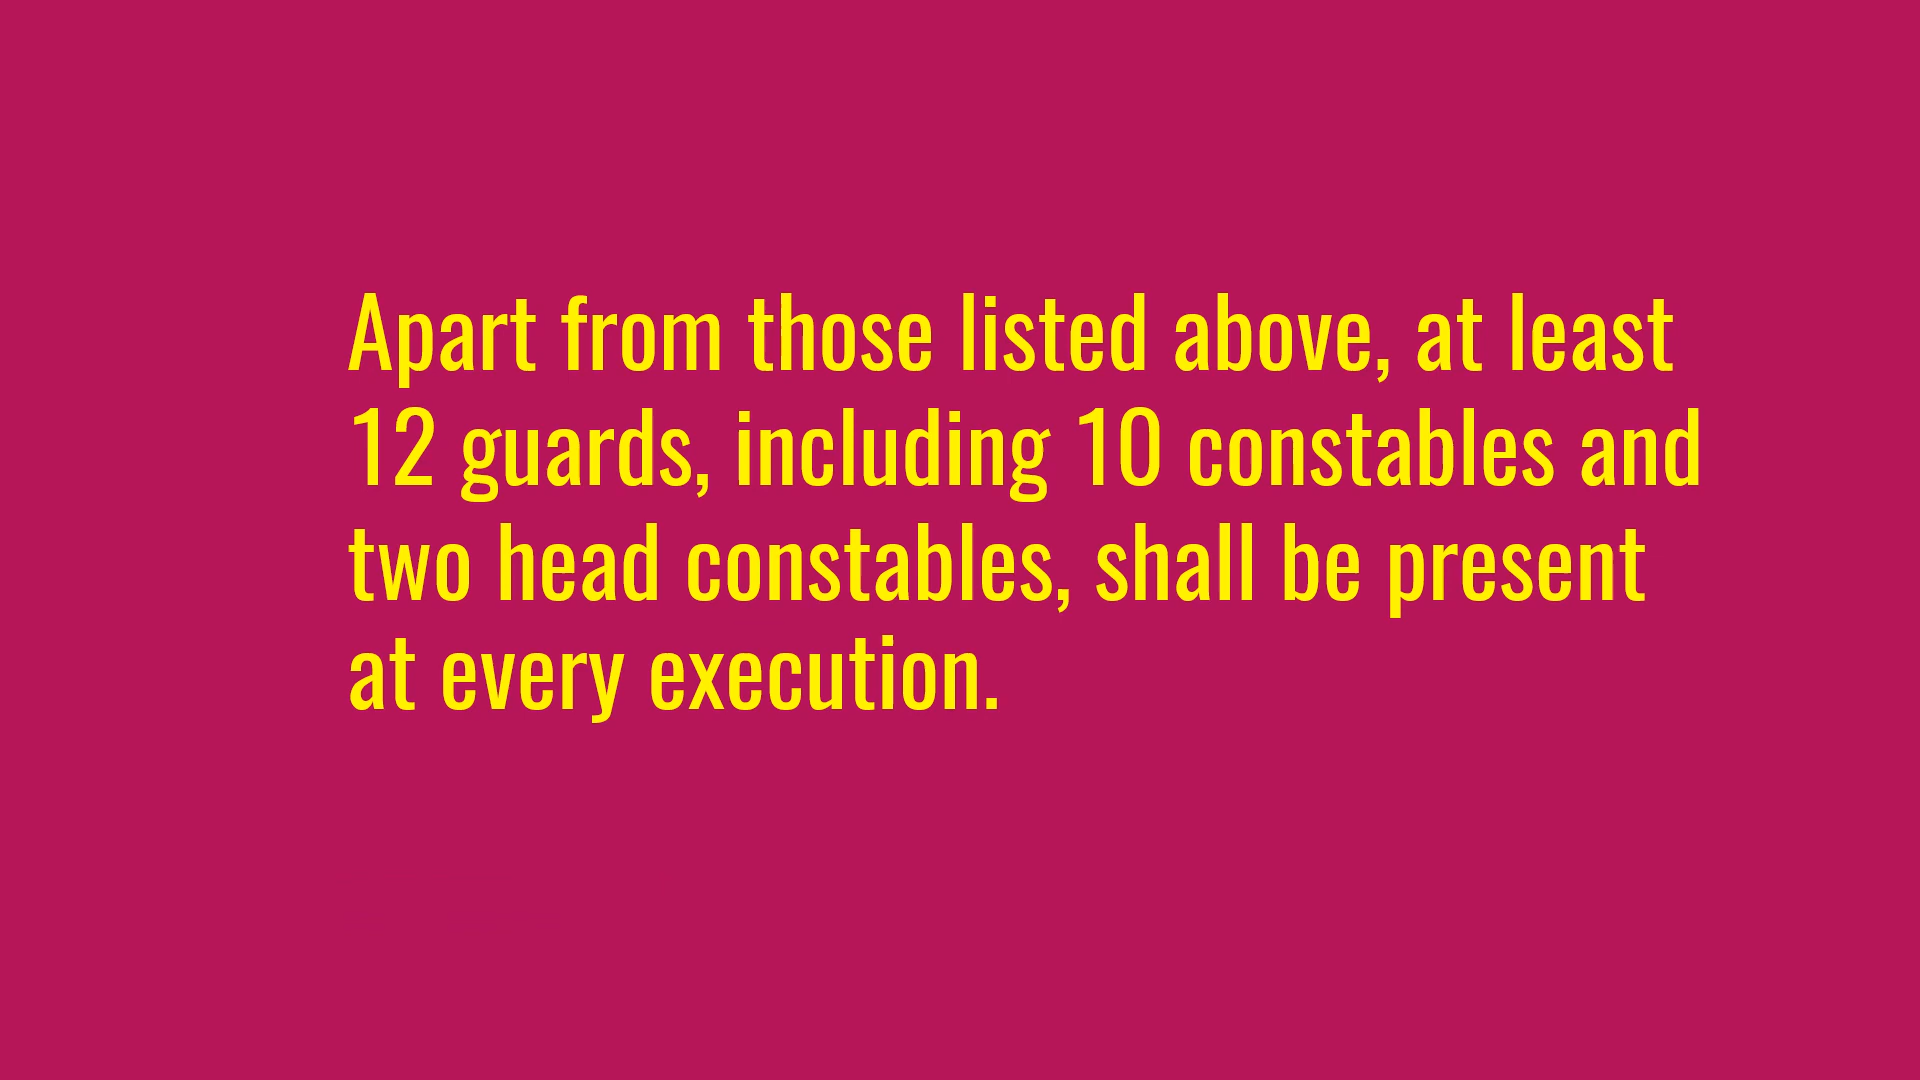 Apart from those listed above, at least
12 guards, including 10 constables and
two head constables, shall be present
at every execution.